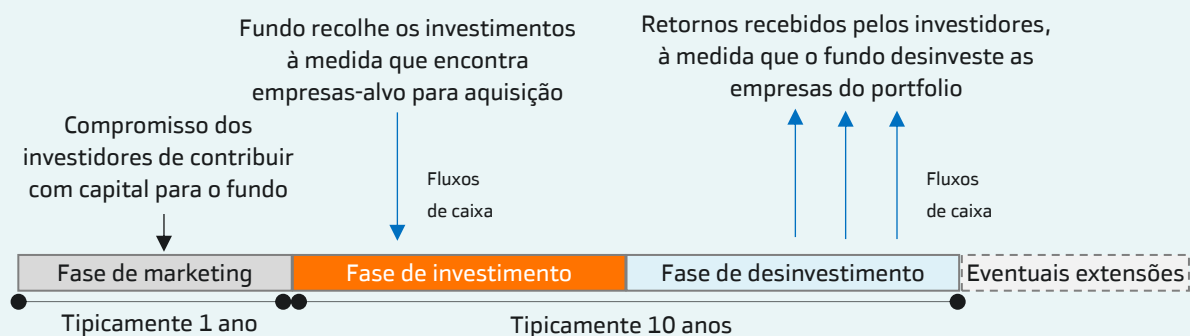 Fundo recolhe os investimentos
à medida que encontra
empresas-alvo para aquisição
Retornos recebidos pelos investidores,
à medida que o fundo desinveste as
empresas do portfolio
Compromisso dos
investidores de contribuir
com capital para o fundo
Fluxos
de caixa
Fluxos
de caixa
Fase de marketing
Fase de investimento
Fase de desinvestimento
Eventuais extensões
Tipicamente 1 ano
Tipicamente 10 anos